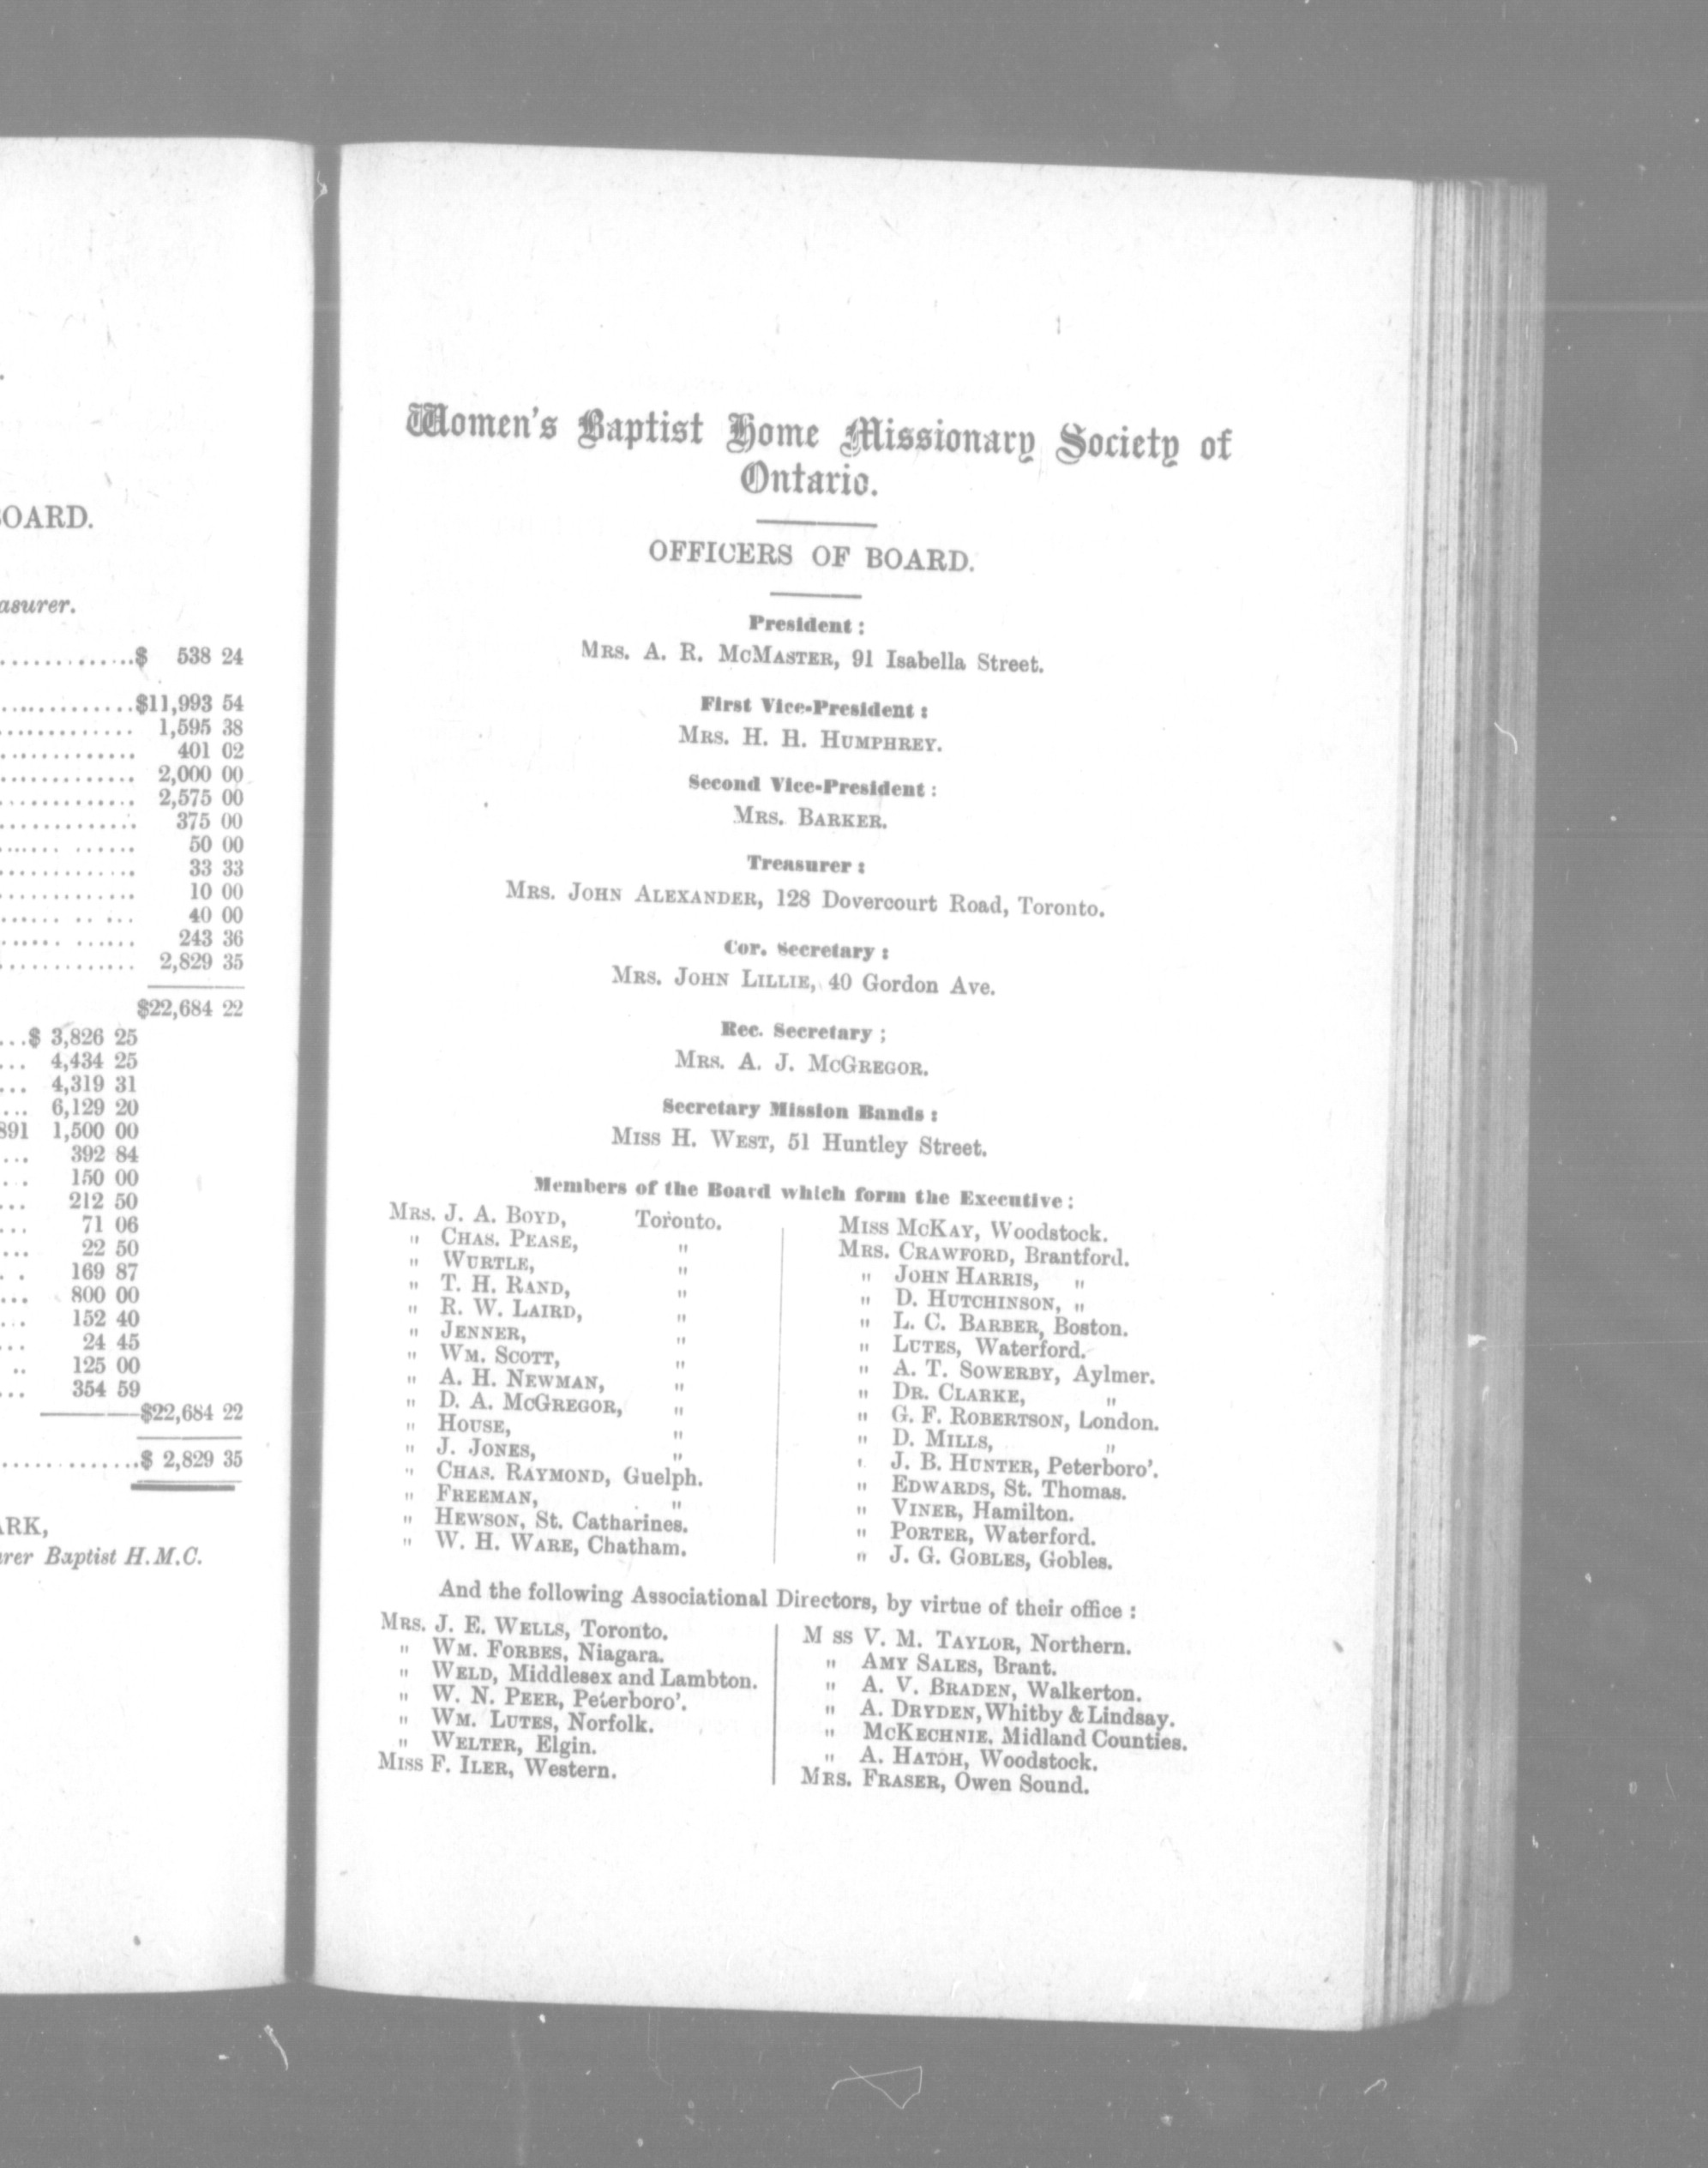 OARD.
asurer.
.............$ 538 24
............$11,993 54
............. 1,595 38
............. 401 02
............. 2,000 00
............. 2,575 00
............. 375 00
...... ...... 50 00
............. 33 33
............. 10 00
...... .. ... 40 00
...... ...... 243 36
............. 2,829 35
$22,684 22
...$ 3,826 25
... 4,434 25
... 4,319 31
... 6,129 20
891 1,500 00
... 392 84
. . 150 00
... 212 50
... 71 06
... 22 50
. . 169 87
... 800 00
... 152 40
... 24 45
.. 125 00
... 354 59
$22,684 22
............$ 2,829 35
ARK,
urer Baptist H.M.C.
Women's Baptist Home Missionary Society of
Ontario.
OFFICERS OF BOARD.
President :
MRS. A. R. MCMASTER, 91 Isabella Street.
First Vice-President :
MRS. H. H. HUMPHREY.
Second Vice-President :
MRS. BARKER.
Treasurer :
MRS. JOHN ALEXANDER, 128 Dovercourt Road, Toronto.
Cor. Secretary :
MRS. JOHN LILLIE, 40 Gordon Ave.
Rec. Secretary ;
MRS. A. J. MCGREGOR.
Secretary Mission Bands :
MISS H. WEST, 51 Huntley Street.
Members of the Board which form the Executive :
MRS. J. A. BOYD, Toronto.
" CHAS. PEASE, "
" WURTLE, "
" T. H. RAND, "
" R. W. LAIRD, "
" JENNER, "
" WM. SCOTT, "
" A. H. NEWMAN, "
" D. A. MCGREGOR, "
" HOUSE, "
" J. JONES, "
" CHAS. RAYMOND, Guelph.
" FREEMAN, "
" HEWSON, St. Catharines.
" W. H. WARE, Chatham.
MISS MCKAY, Woodstock.
MRS. CRAWFORD, Brantford.
" JOHN HARRIS, "
" D. HUTCHINSON, "
" L. C. BARBER, Boston.
" LUTES, Waterford.
" A. T. SOWERBY, Aylmer.
" DR. CLARKE, "
" G. F. ROBERTSON, London.
" D. MILLS, "
" J. B. HUNTER, Peterboro'.
" EDWARDS, St. Thomas.
" VINER, Hamilton.
" PORTER, Waterford.
" J. G. GOBLES, Gobles.
And the following Associational Directors, by virtue of their office :
MRS. J. E. WELLS, Toronto.
" WM. FORBES, Niagara.
" WELD, Middlesex and Lambton.
" W. N. PEER, Peterboro'.
" WM. LUTES, Norfolk.
" WELTER, Elgin.
MISS F. ILER, Western.
M ss V. M. TAYLOR, Northern.
" AMY SALES, Brant.
" A. V. BRADEN, Walkerton.
" A. DRYDEN, Whitby & Lindsay.
" MCKECHNIE, Midland Counties.
" A. HATCH, Woodstock.
MRS. FRASER, Owen Sound.